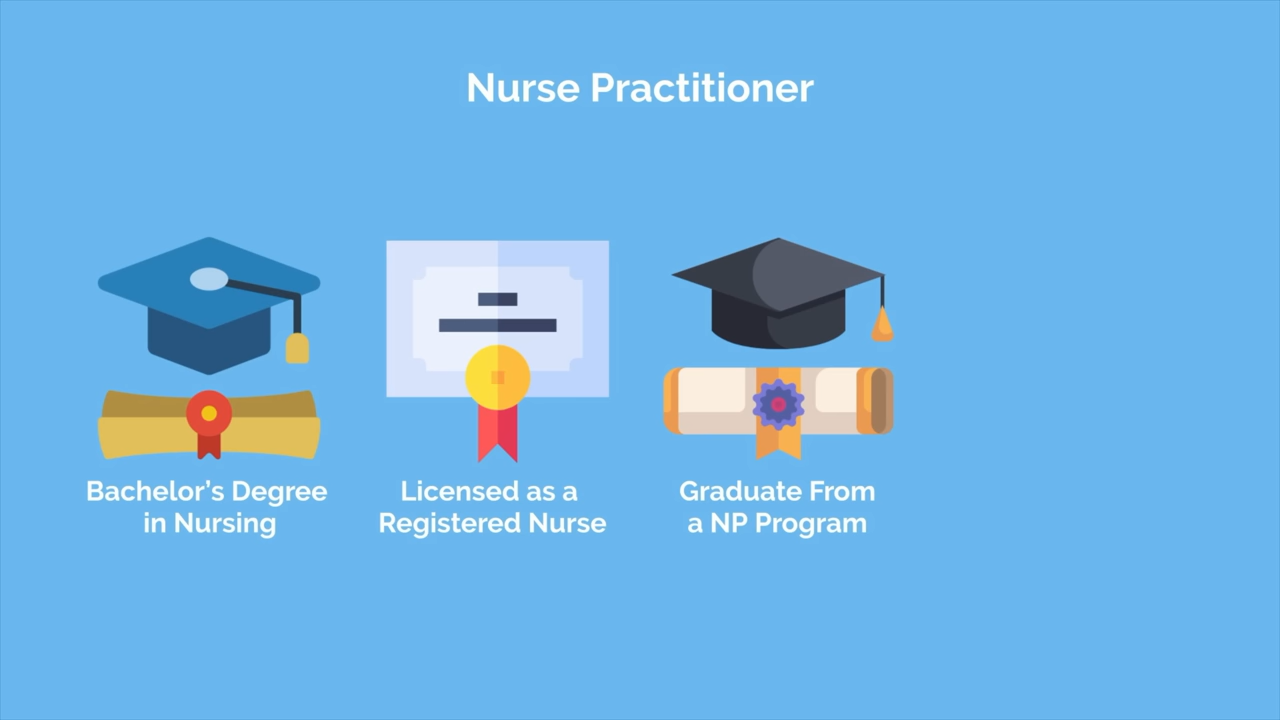 Nurse Practitioner
Bachelor’s Degree
in Nursing
Licensed as a
Registered Nurse
Graduate From
a NP Program